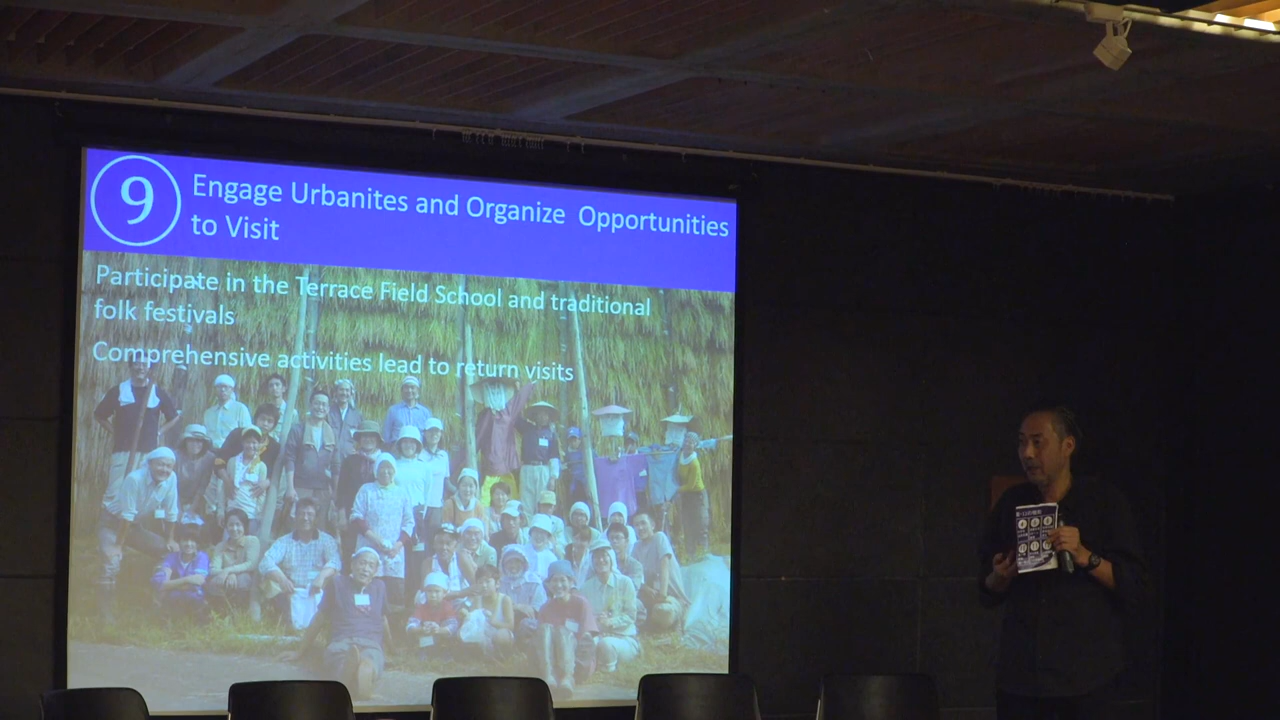 9
Engage Urbanites and Organize Opportunities
to Visit
Participate in the Terrace Field School and traditional
folk festivals
Comprehensive activities lead to return visits